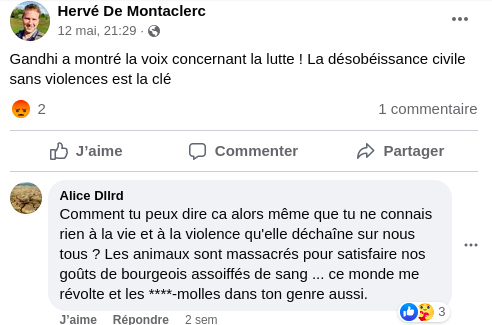 Hervé De Montaclerc
12 mai, 21:29 ·
Gandhi a montré la voix concernant la lutte ! La désobéissance civile
sans violences est la clé
2
1 commentaire
J'aime
Commenter
Partager
Alice Dllrd
Comment tu peux dire ca alors même que tu ne connais
rien à la vie et à la violence qu'elle déchaîne sur nous
tous ? Les animaux sont massacrés pour satisfaire nos
goûts de bourgeois assoiffés de sang ... ce monde me
révolte et les ****-molles dans ton genre aussi.
3
J'aime Répondre 2 sem